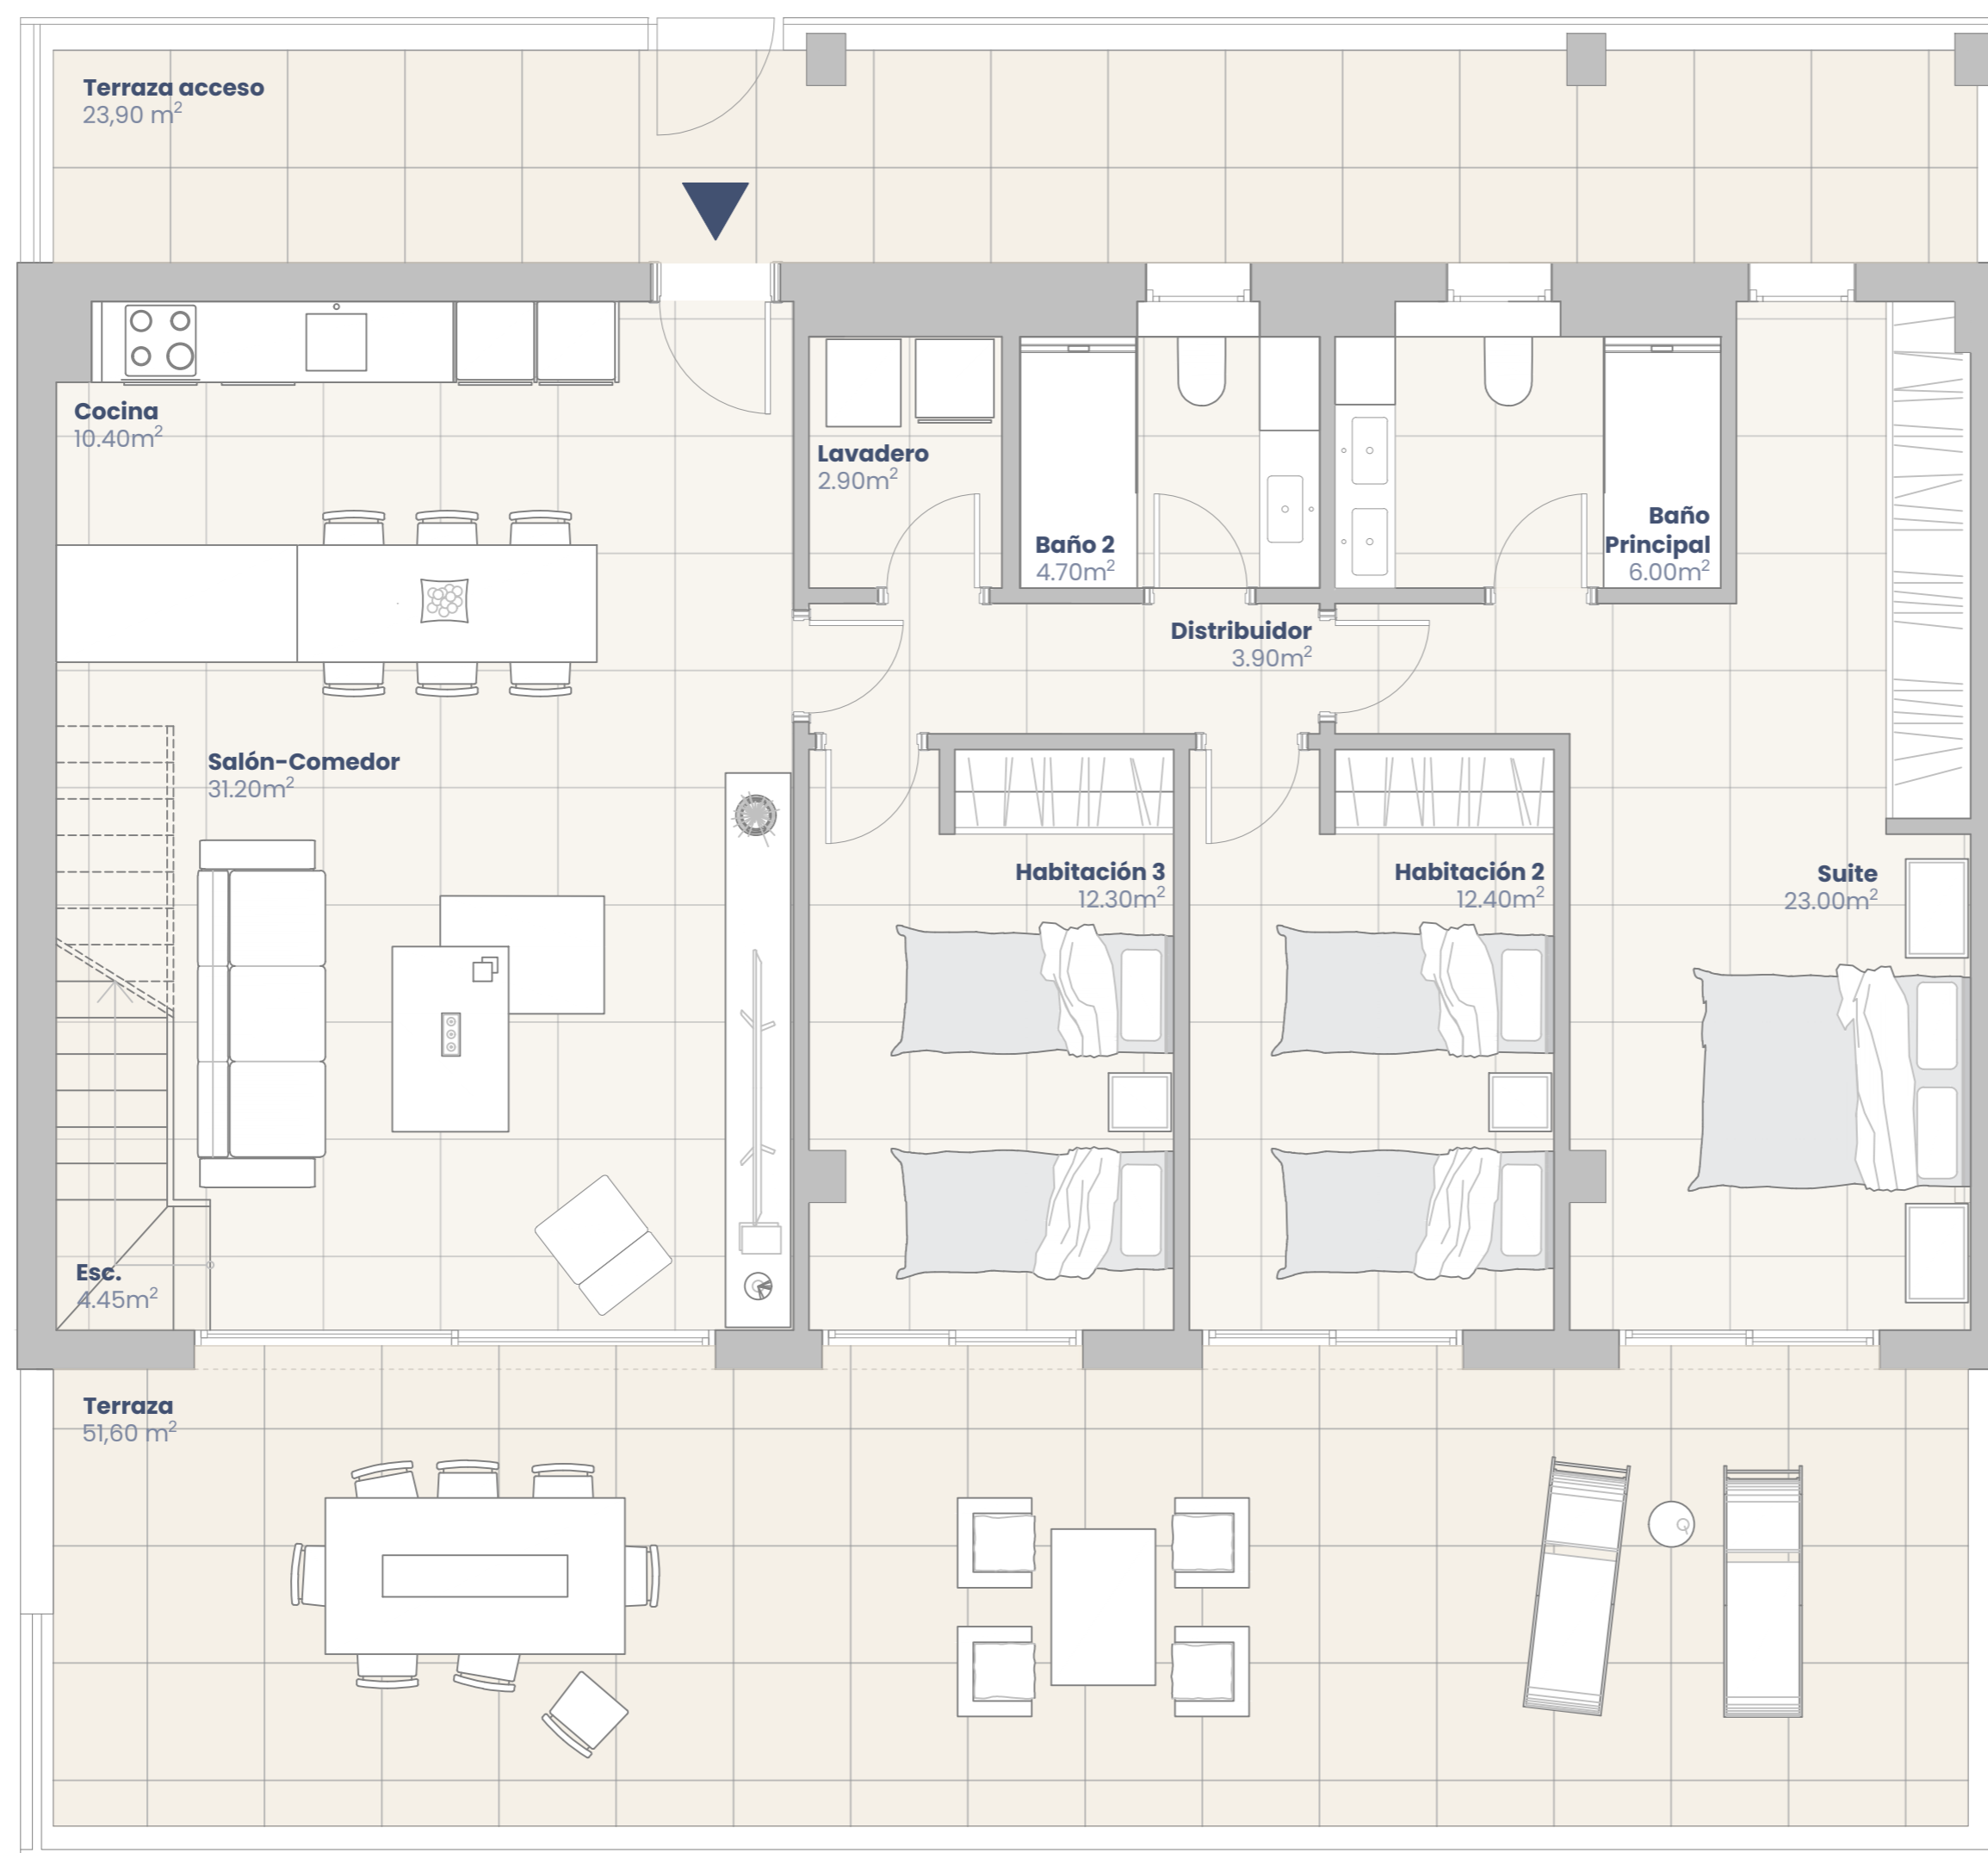 Terraza acceso
23,90 m²
Cocina
10.40m²
Lavadero
2.90m²
Baño 2
4.70m²
Baño
Principal
6.00m²
Distribuidor
3.90m²
Salón-Comedor
31.20m²
Habitación 3
12.30m²
Habitación 2
12.40m²
Suite
23.00m²
Esc.
4.45m²
Terraza
51,60 m²